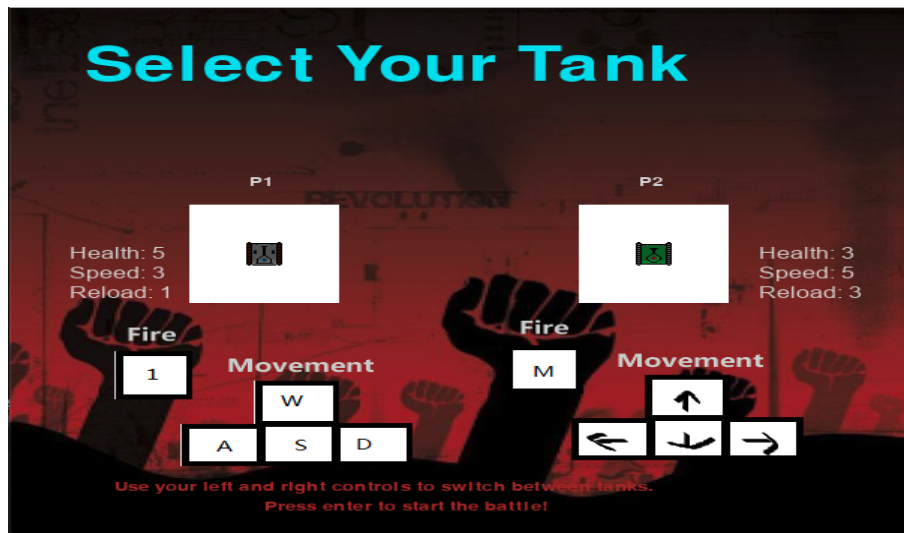 Select Your Tank
P1
P2
REVOLUTION
Health: 5
Speed: 3
Reload: 1
Health: 3
Speed: 5
Reload: 3
Fire
1
Movement
W
A
S
D
Fire
M
Movement
Use your left and right controls to switch between tanks.
Press enter to start the battle!